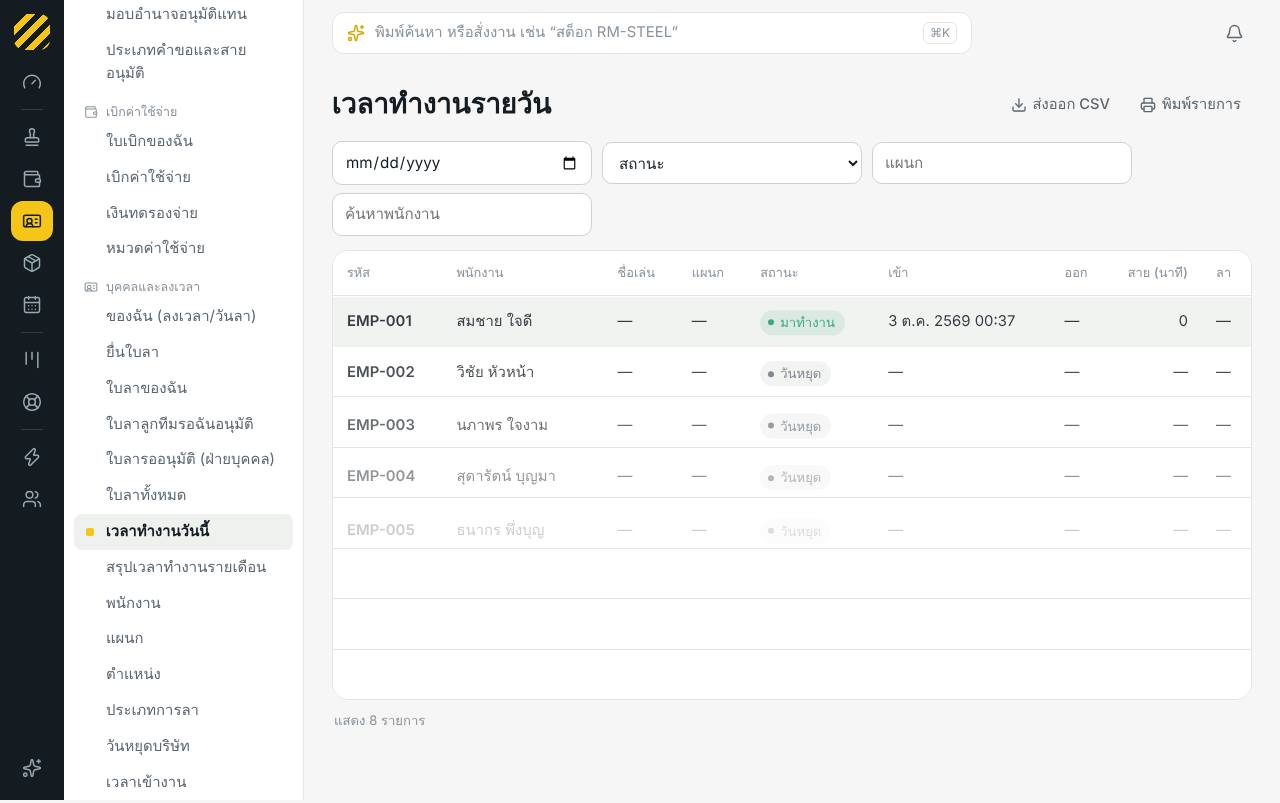 มอบอำนาจอนุมัติแทน
ประเภทคำขอและสาย
อนุมัติ
เบิกค่าใช้จ่าย
ใบเบิกของฉัน
เบิกค่าใช้จ่าย
เงินทดรองจ่าย
หมวดค่าใช้จ่าย
บุคคลและลงเวลา
ของฉัน (ลงเวลา/วันลา)
ยื่นใบลา
ใบลาของฉัน
ใบลาลูกทีมรอฉันอนุมัติ
ใบลารออนุมัติ (ฝ่ายบุคคล)
ใบลาทั้งหมด
เวลาทำงานวันนี้
สรุปเวลาทำงานรายเดือน
พนักงาน
แผนก
ตำแหน่ง
ประเภทการลา
วันหยุดบริษัท
เวลาเข้างาน
พิมพ์ค้นหา หรือสั่งงาน เช่น “สต็อก RM-STEEL” ⌘K
เวลาทำงานรายวัน
ส่งออก CSV พิมพ์รายการ
mm/dd/yyyy สถานะ แผนก
ค้นหาพนักงาน
รหัส พนักงาน ชื่อเล่น แผนก สถานะ เข้า ออก สาย (นาที) ลา
EMP-001 สมชาย ใจดี — — มาทำงาน 3 ต.ค. 2569 00:37 — 0 —
EMP-002 วิชัย หัวหน้า — — วันหยุด — — — —
EMP-003 นภาพร ใจงาม — — วันหยุด — — — —
EMP-004 สุดารัตน์ บุญมา — — วันหยุด — — — —
EMP-005 ธนากร พึ่งบุญ — — วันหยุด — — — —
แสดง 8 รายการ